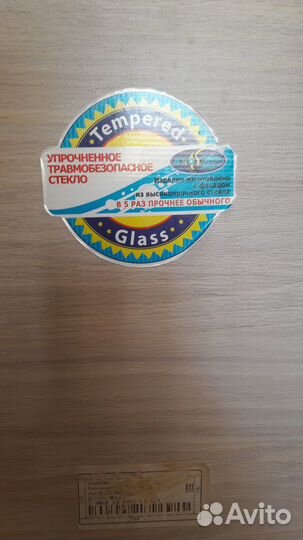 Tempered
УПРОЧНЕННОЕ
ТРАВМОБЕЗОПАСНОЕ
СТЕКЛО
Изделие изготовлено
с фасадом
из высокопрочного стекла
В 5 РАЗ ПРОЧНЕЕ ОБЫЧНОГО
Glass
Avito